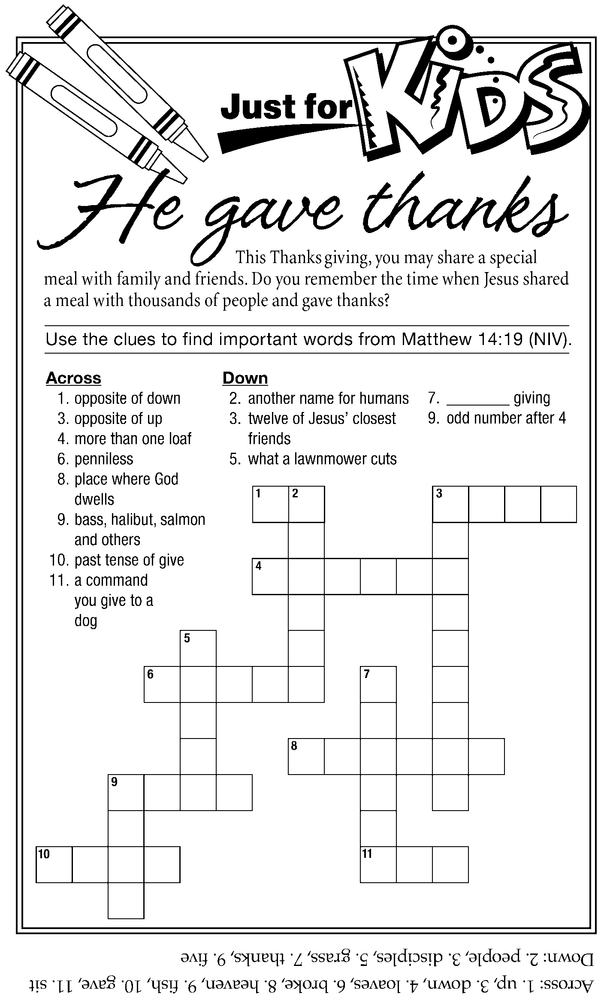 Just for KiDS
He gave thanks
This Thanksgiving, you may share a special
meal with family and friends. Do you remember the time when Jesus shared
a meal with thousands of people and gave thanks?
Use the clues to find important words from Matthew 14:19 (NIV).
Across
1. opposite of down
3. opposite of up
4. more than one loaf
6. penniless
8. place where God
dwells
9. bass, halibut, salmon
and others
10. past tense of give
11. a command
you give to a
dog
Down
2. another name for humans
3. twelve of Jesus’ closest
friends
5. what a lawnmower cuts
7. ________ giving
9. odd number after 4
1 2 3
4
5
6 7
8
9
10 11
Across: 1. up, 3. down, 4. loaves, 6. broke, 8. heaven, 9. fish, 10. gave, 11. sit
Down: 2. people, 3. disciples, 5. grass, 7. thanks, 9. five